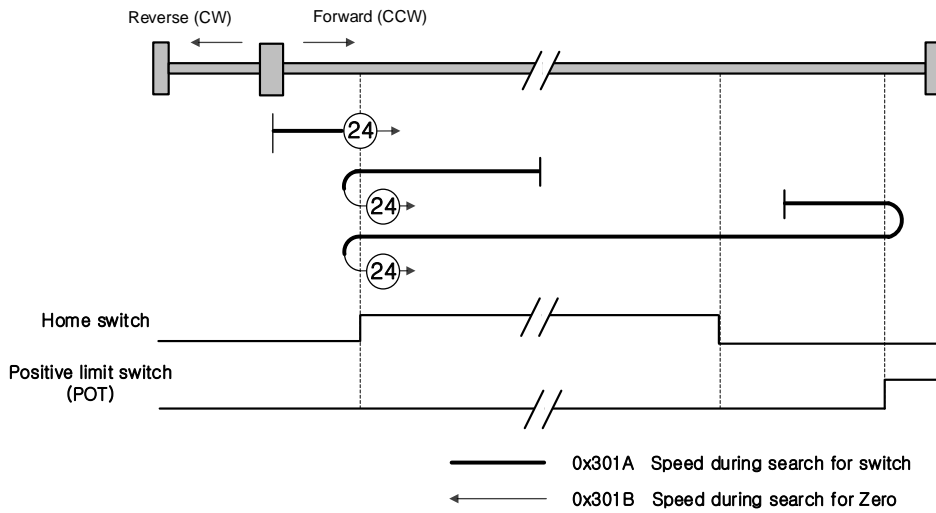 Reverse (CW)
Forward (CCW)
24
24
24
Home switch
Positive limit switch
(POT)
0x301A Speed during search for switch
0x301B Speed during search for Zero